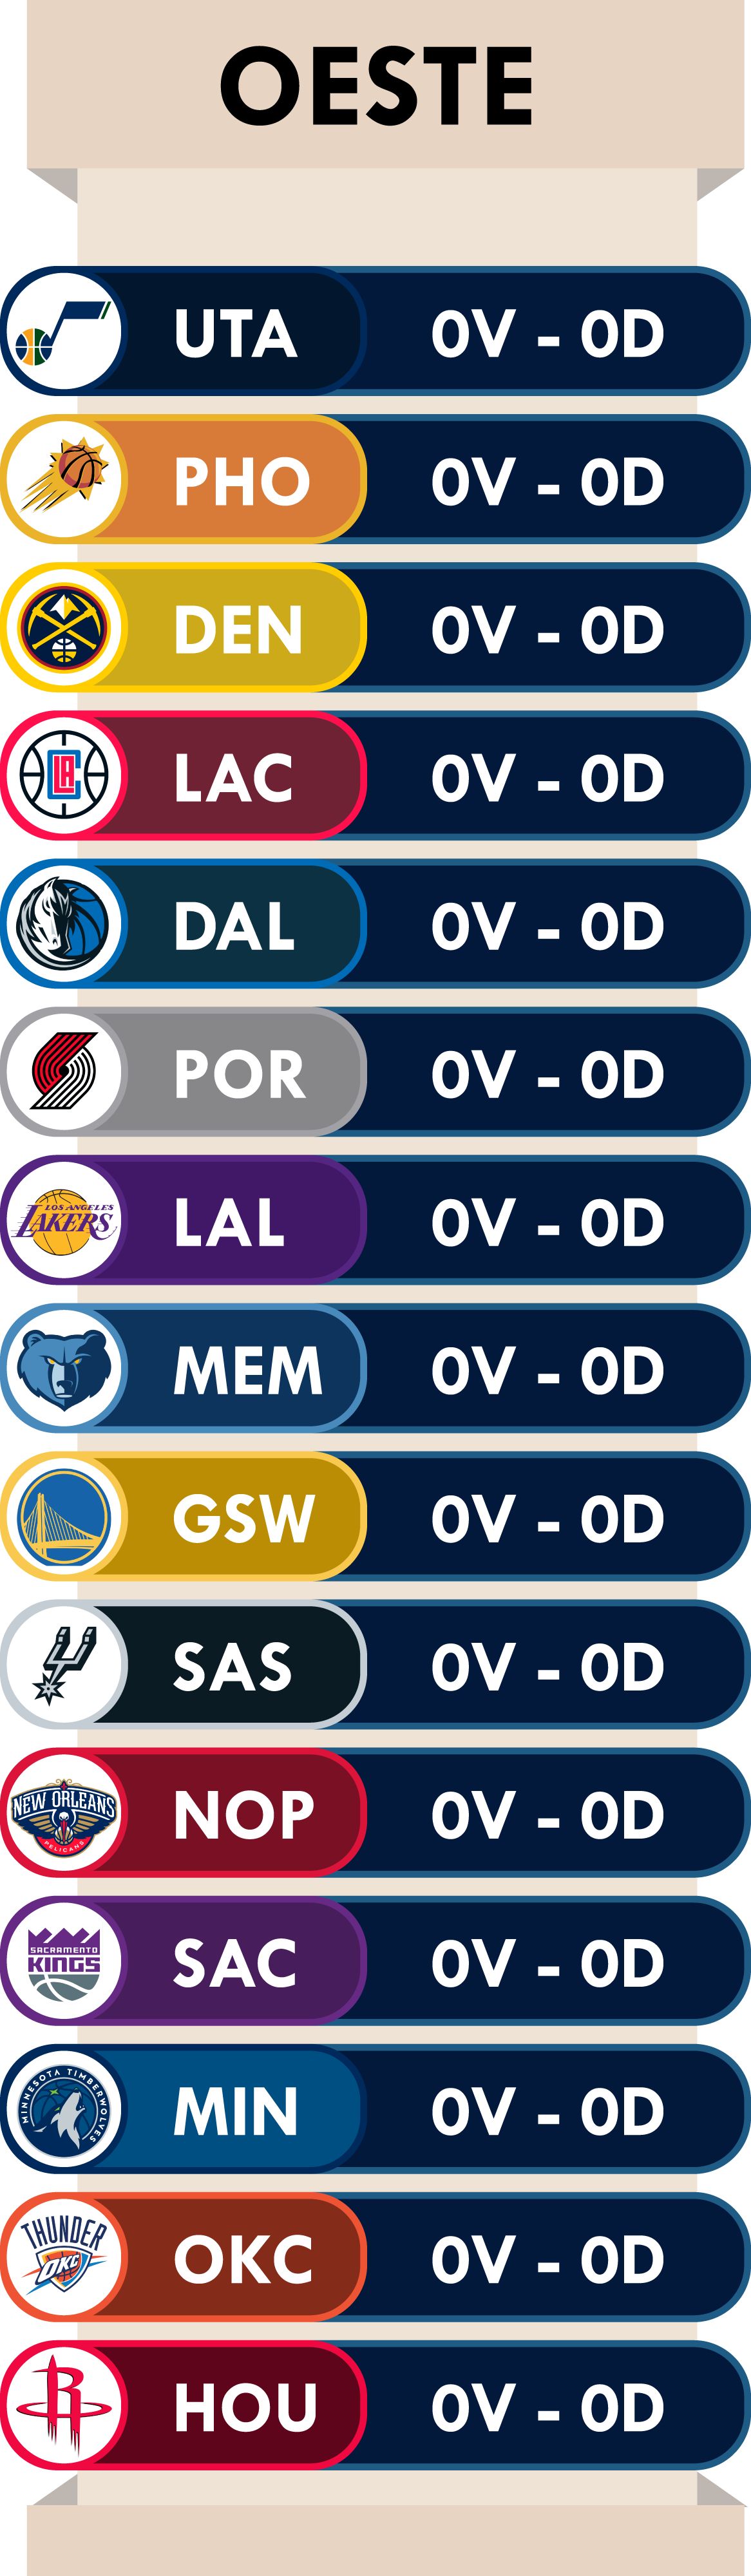 OESTE
UTA 0V - 0D
PHO 0V - 0D
DEN 0V - 0D
LA LAC 0V - 0D
DAL 0V - 0D
POR 0V - 0D
LOS ANGELES
LAKERS
LAL 0V - 0D
MEM 0V - 0D
GSW 0V - 0D
SAS 0V - 0D
NEW ORLEANS
PELICANS
NOP 0V - 0D
SACRAMENTO
KINGS
SAC 0V - 0D
MINNESOTA TIMBERWOLVES
MIN 0V - 0D
THUNDER
OKC
OKC 0V - 0D
R HOU 0V - 0D